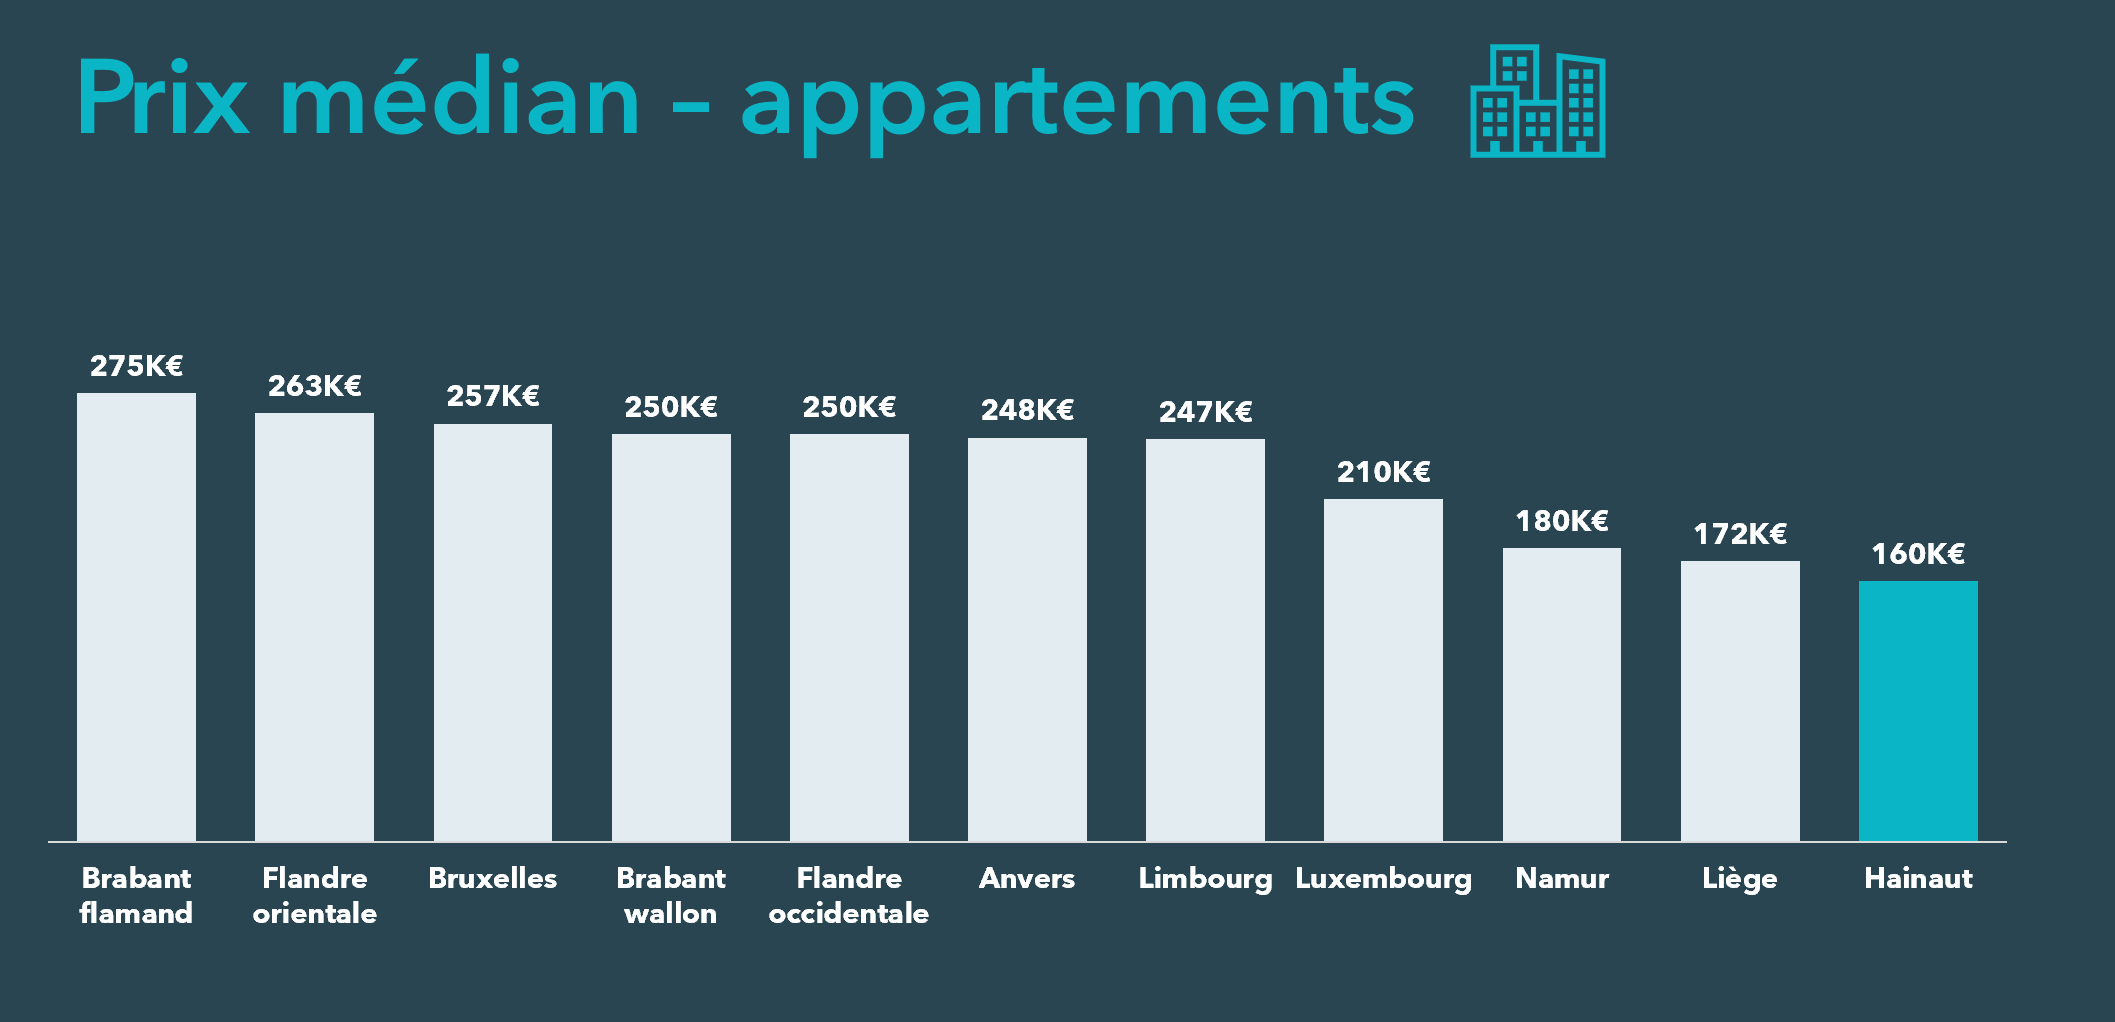 Prix médian – appartements
275K€
263K€
257K€
250K€
250K€
248K€
247K€
210K€
180K€
172K€
160K€
Brabant
flamand
Flandre
orientale
Bruxelles
Brabant
wallon
Flandre
occidentale
Anvers
Limbourg
Luxembourg
Namur
Liège
Hainaut